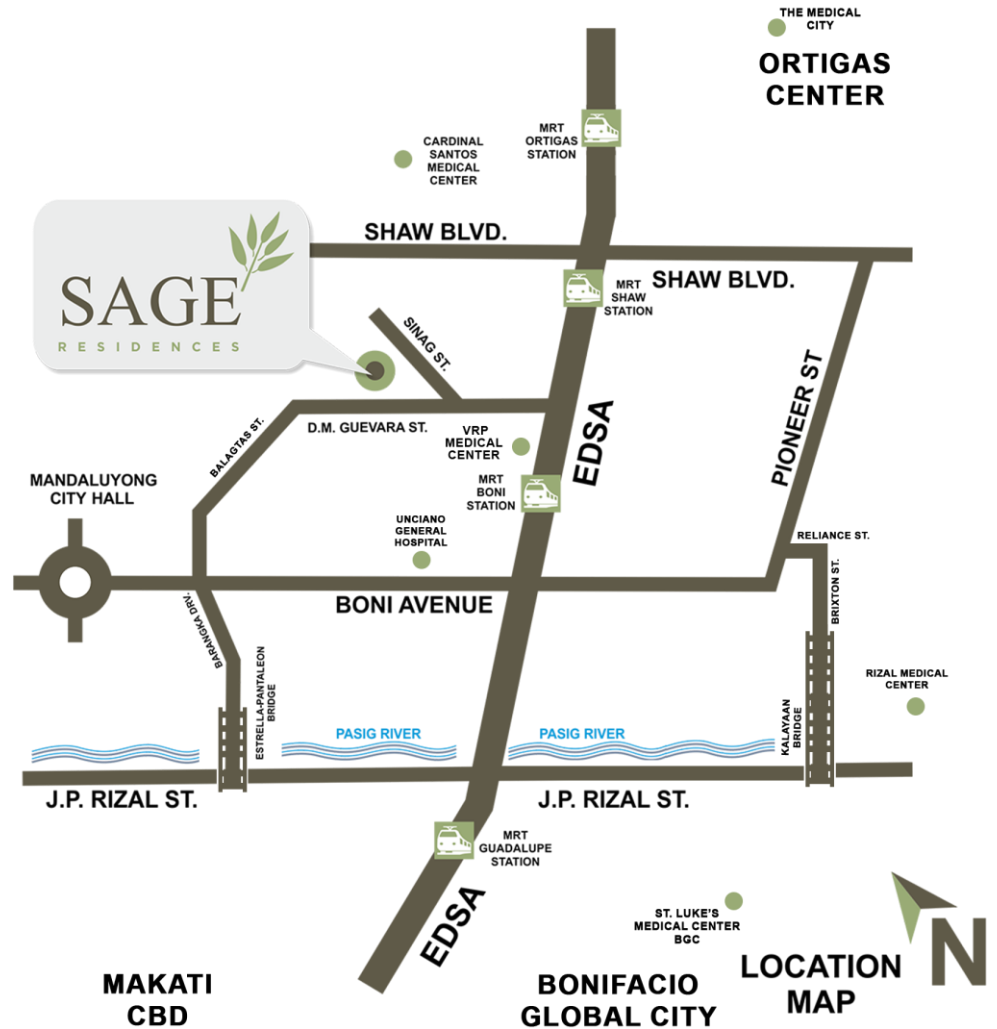 THE MEDICAL
CITY
ORTIGAS
CENTER
MRT
ORTIGAS
STATION
CARDINAL
SANTOS
MEDICAL
CENTER
SHAW BLVD.
SHAW BLVD.
MRT
SHAW
STATION
SAGE
RESIDENCES
SINAG ST.
D.M. GUEVARA ST.
BALAGTAS ST.
VRP
MEDICAL
CENTER
EDSA
PIONEER ST
MRT
BONI
STATION
MANDALUYONG
CITY HALL
UNCIANO
GENERAL
HOSPITAL
RELIANCE ST.
BRIXTON ST.
BONI AVENUE
BARANGKA DRV.
ESTRELLA-PANTALEON
BRIDGE
RIZAL MEDICAL
CENTER
KALAYAAN
BRIDGE
PASIG RIVER
PASIG RIVER
J.P. RIZAL ST.
J.P. RIZAL ST.
MRT
GUADALUPE
STATION
EDSA
ST. LUKE'S
MEDICAL CENTER
BGC
MAKATI
CBD
BONIFACIO
GLOBAL CITY
LOCATION
MAP
N